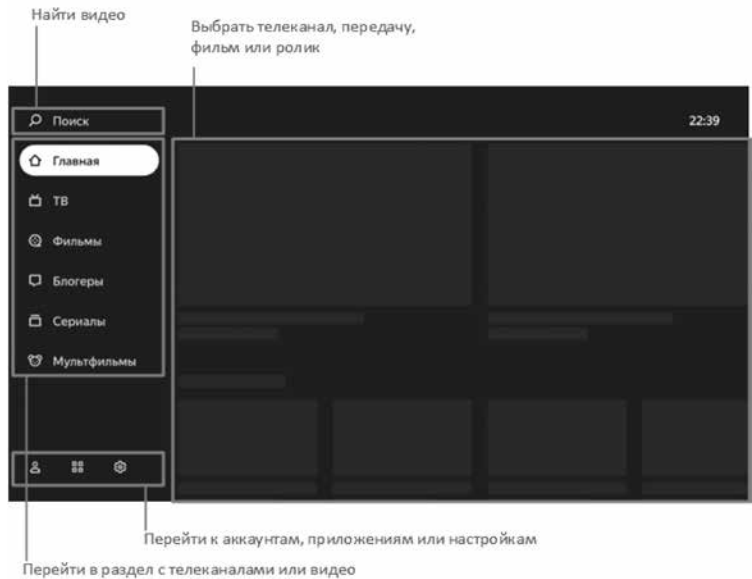 Найти видео
Выбрать телеканал, передачу,
фильм или ролик
Поиск
22:39
Главная
ТВ
Фильмы
Блогеры
Сериалы
Мультфильмы
Перейти к аккаунтам, приложениям или настройкам
Перейти в раздел с телеканалами или видео